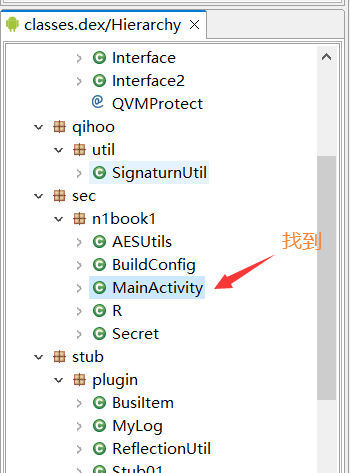 classes.dex/Hierarchy
Interface
Interface2
@ QVMProtect
qihoo
util
SignaturnUtil
sec
n1book1
AESUtils
BuildConfig
MainActivity
找到
R
Secret
stub
plugin
BusiItem
MyLog
ReflectionUtil
Stub01